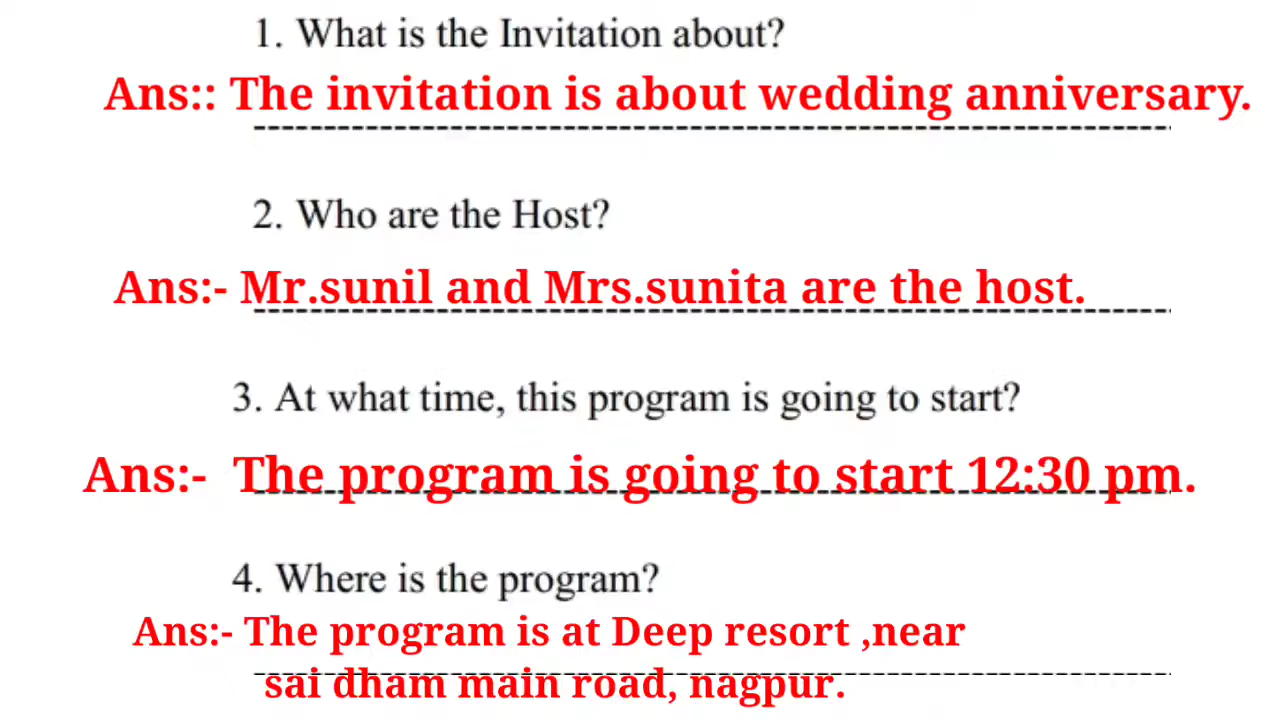 1. What is the Invitation about?
Ans:: The invitation is about wedding anniversary.
2. Who are the Host?
Ans:- Mr.sunil and Mrs.sunita are the host.
3. At what time, this program is going to start?
Ans:- The program is going to start 12:30 pm.
4. Where is the program?
Ans:- The program is at Deep resort ,near
sai dham main road, nagpur.